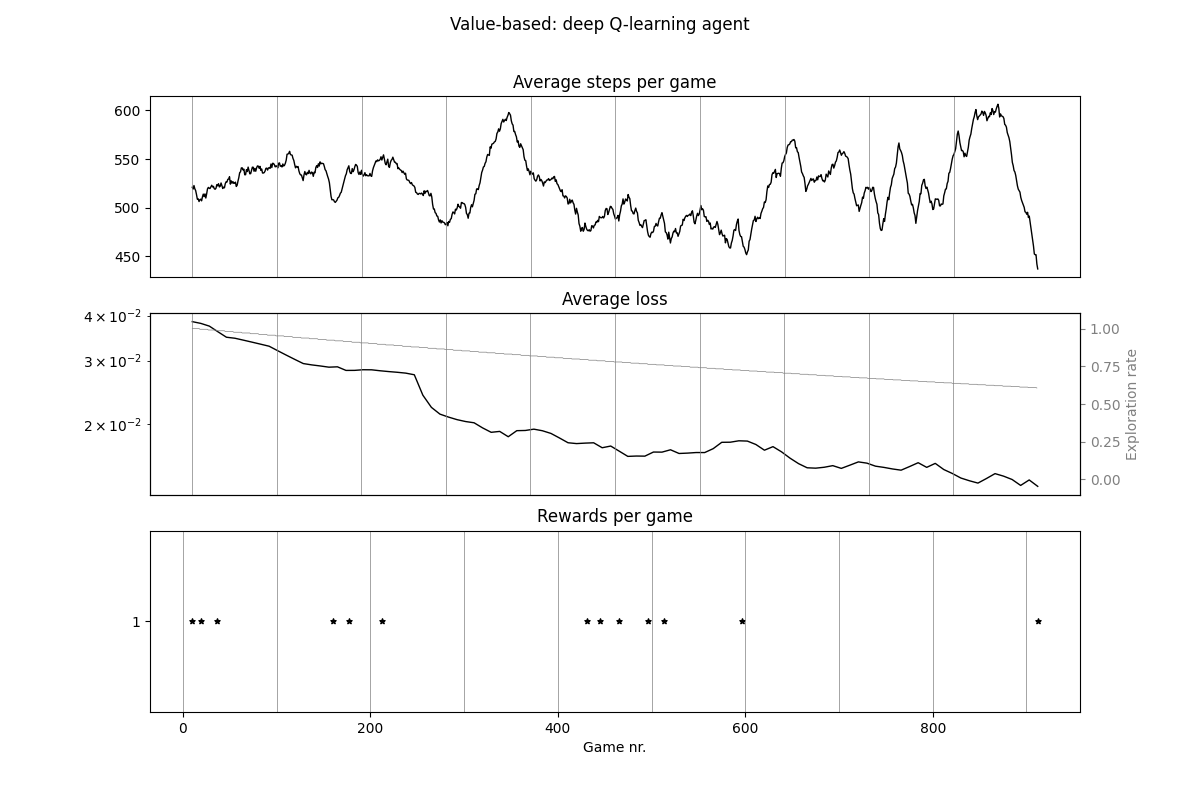 Value-based: deep Q-learning agent
Average steps per game
600
550
500
450
Average loss
4 × 10⁻²
3 × 10⁻²
2 × 10⁻²
1.00
0.75
0.50
0.25
0.00
Exploration rate
Rewards per game
1
0 200 400 600 800
Game nr.